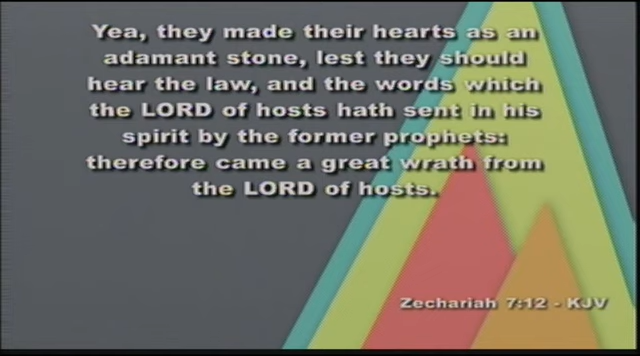 Yea, they made their hearts as an
adamant stone, lest they should
hear the law, and the words which
the LORD of hosts hath sent in his
spirit by the former prophets:
therefore came a great wrath from
the LORD of hosts.
Zechariah 7:12 - KJV